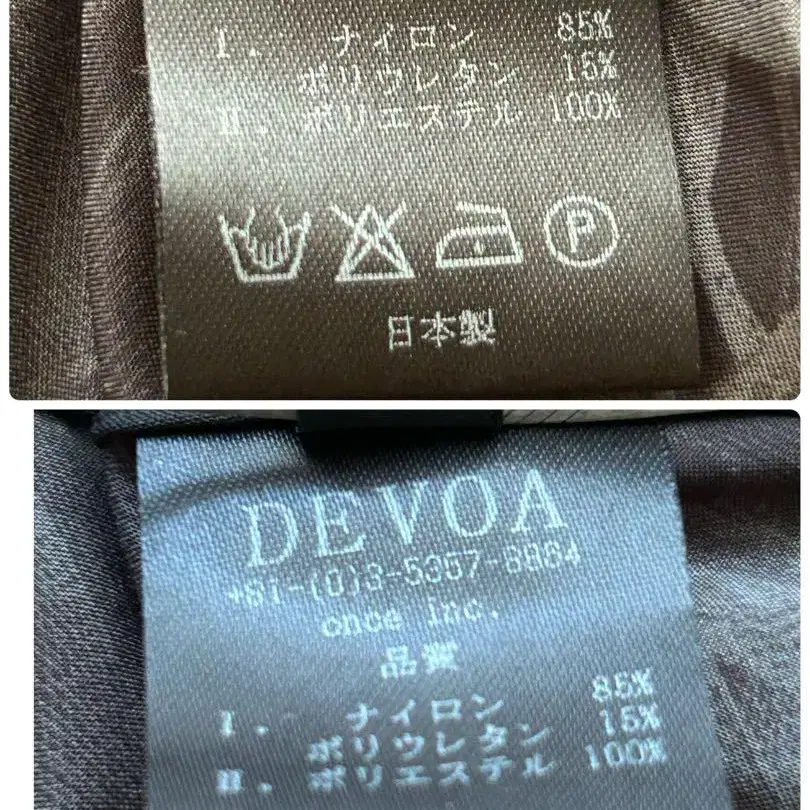 I. ナイロン 85%
ポリウレタン 15%
II. ポリエステル 100%
P
日本製
DEVOA
+81-(0)3-5357-8864
once inc.
品質
I. ナイロン 85%
ポリウレタン 15%
II. ポリエステル 100%